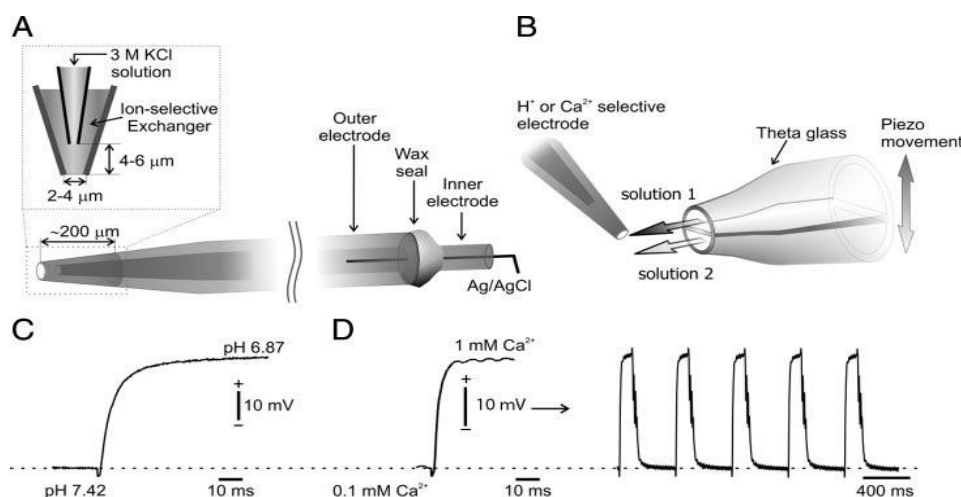 A
3 M KCl
solution
Ion-selective
Exchanger
4-6 μm
2-4 μm
~200 μm
Outer
electrode
Wax
seal
Inner
electrode
Ag/AgCl
B
H⁺ or Ca²⁺ selective
electrode
Theta glass
Piezo
movement
solution 1
solution 2
C
pH 6.87
+
10 mV
–
pH 7.42
10 ms
D
1 mM Ca²⁺
+
10 mV
–
0.1 mM Ca²⁺
10 ms
400 ms